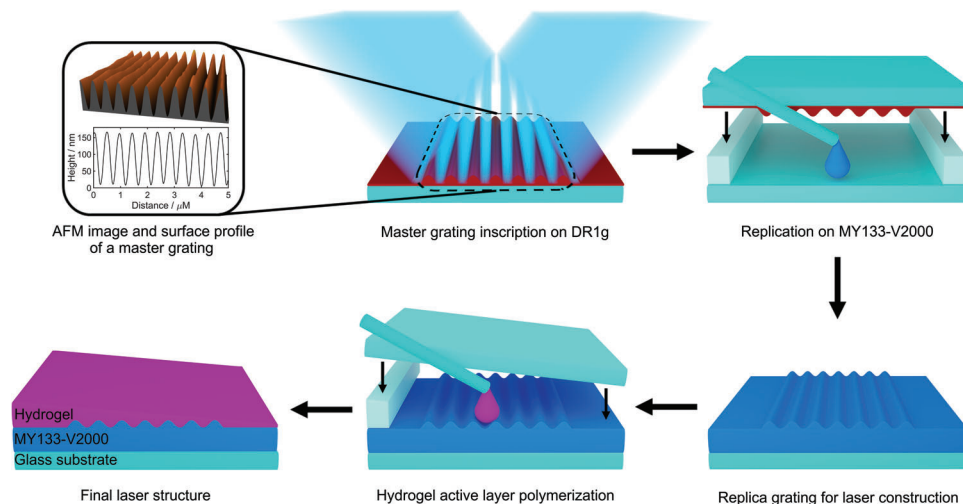 Height / nm
150
100
50
0
0 1 2 3 4 5
Distance / μM
AFM image and surface profile
of a master grating
Master grating inscription on DR1g
Replication on MY133-V2000
Hydrogel
MY133-V2000
Glass substrate
Final laser structure
Hydrogel active layer polymerization
Replica grating for laser construction